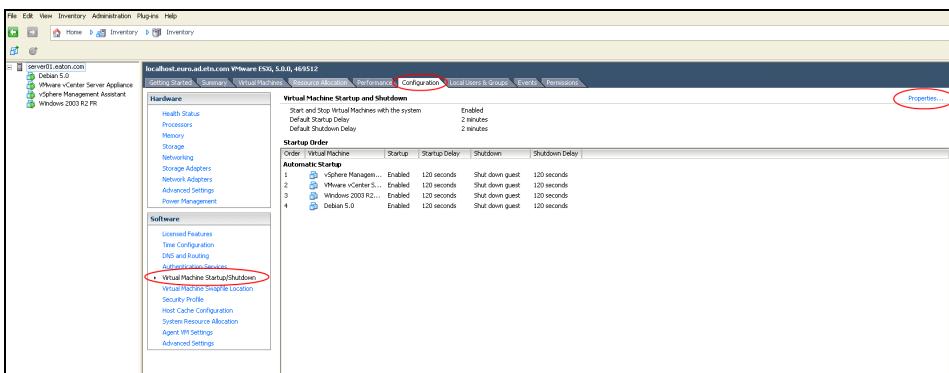 File Edit View Inventory Administration Plug-ins Help
Home Inventory Inventory
server01.eaton.com
Debian 5.0
VMware vCenter Server Appliance
vSphere Management Assistant
Windows 2003 R2 FR
localhost.euro.ad.etn.com VMware ESXi, 5.0.0, 469512
Getting Started Summary Virtual Machines Resource Allocation Performance Configuration Local Users & Groups Events Permissions
Hardware
Health Status
Processors
Memory
Storage
Networking
Storage Adapters
Network Adapters
Advanced Settings
Power Management
Software
Licensed Features
Time Configuration
DNS and Routing
Authentication Services
Virtual Machine Startup/Shutdown
Virtual Machine Swapfile Location
Security Profile
Host Cache Configuration
System Resource Allocation
Agent VM Settings
Advanced Settings
Virtual Machine Startup and Shutdown
Properties...
Start and Stop Virtual Machines with the system Enabled
Default Startup Delay 2 minutes
Default Shutdown Delay 2 minutes
Startup Order
Order Virtual Machine Startup Startup Delay Shutdown Shutdown Delay
Automatic Startup
1 vSphere Managem... Enabled 120 seconds Shut down guest 120 seconds
2 VMware vCenter S... Enabled 120 seconds Shut down guest 120 seconds
3 Windows 2003 R2... Enabled 120 seconds Shut down guest 120 seconds
4 Debian 5.0 Enabled 120 seconds Shut down guest 120 seconds